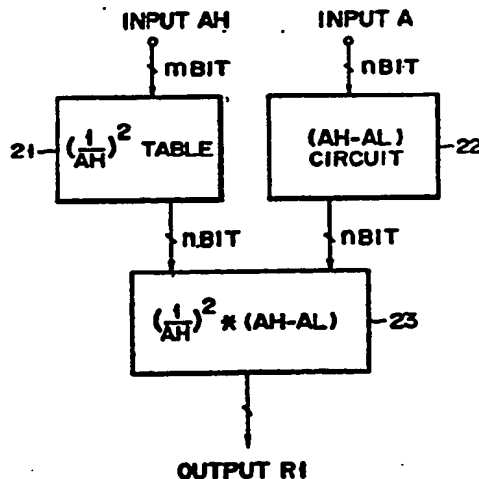 INPUT AH INPUT A
mBIT nBIT
21 (1/AH)² TABLE (AH-AL) CIRCUIT 22
nBIT nBIT
(1/AH)² * (AH-AL) 23
OUTPUT R1